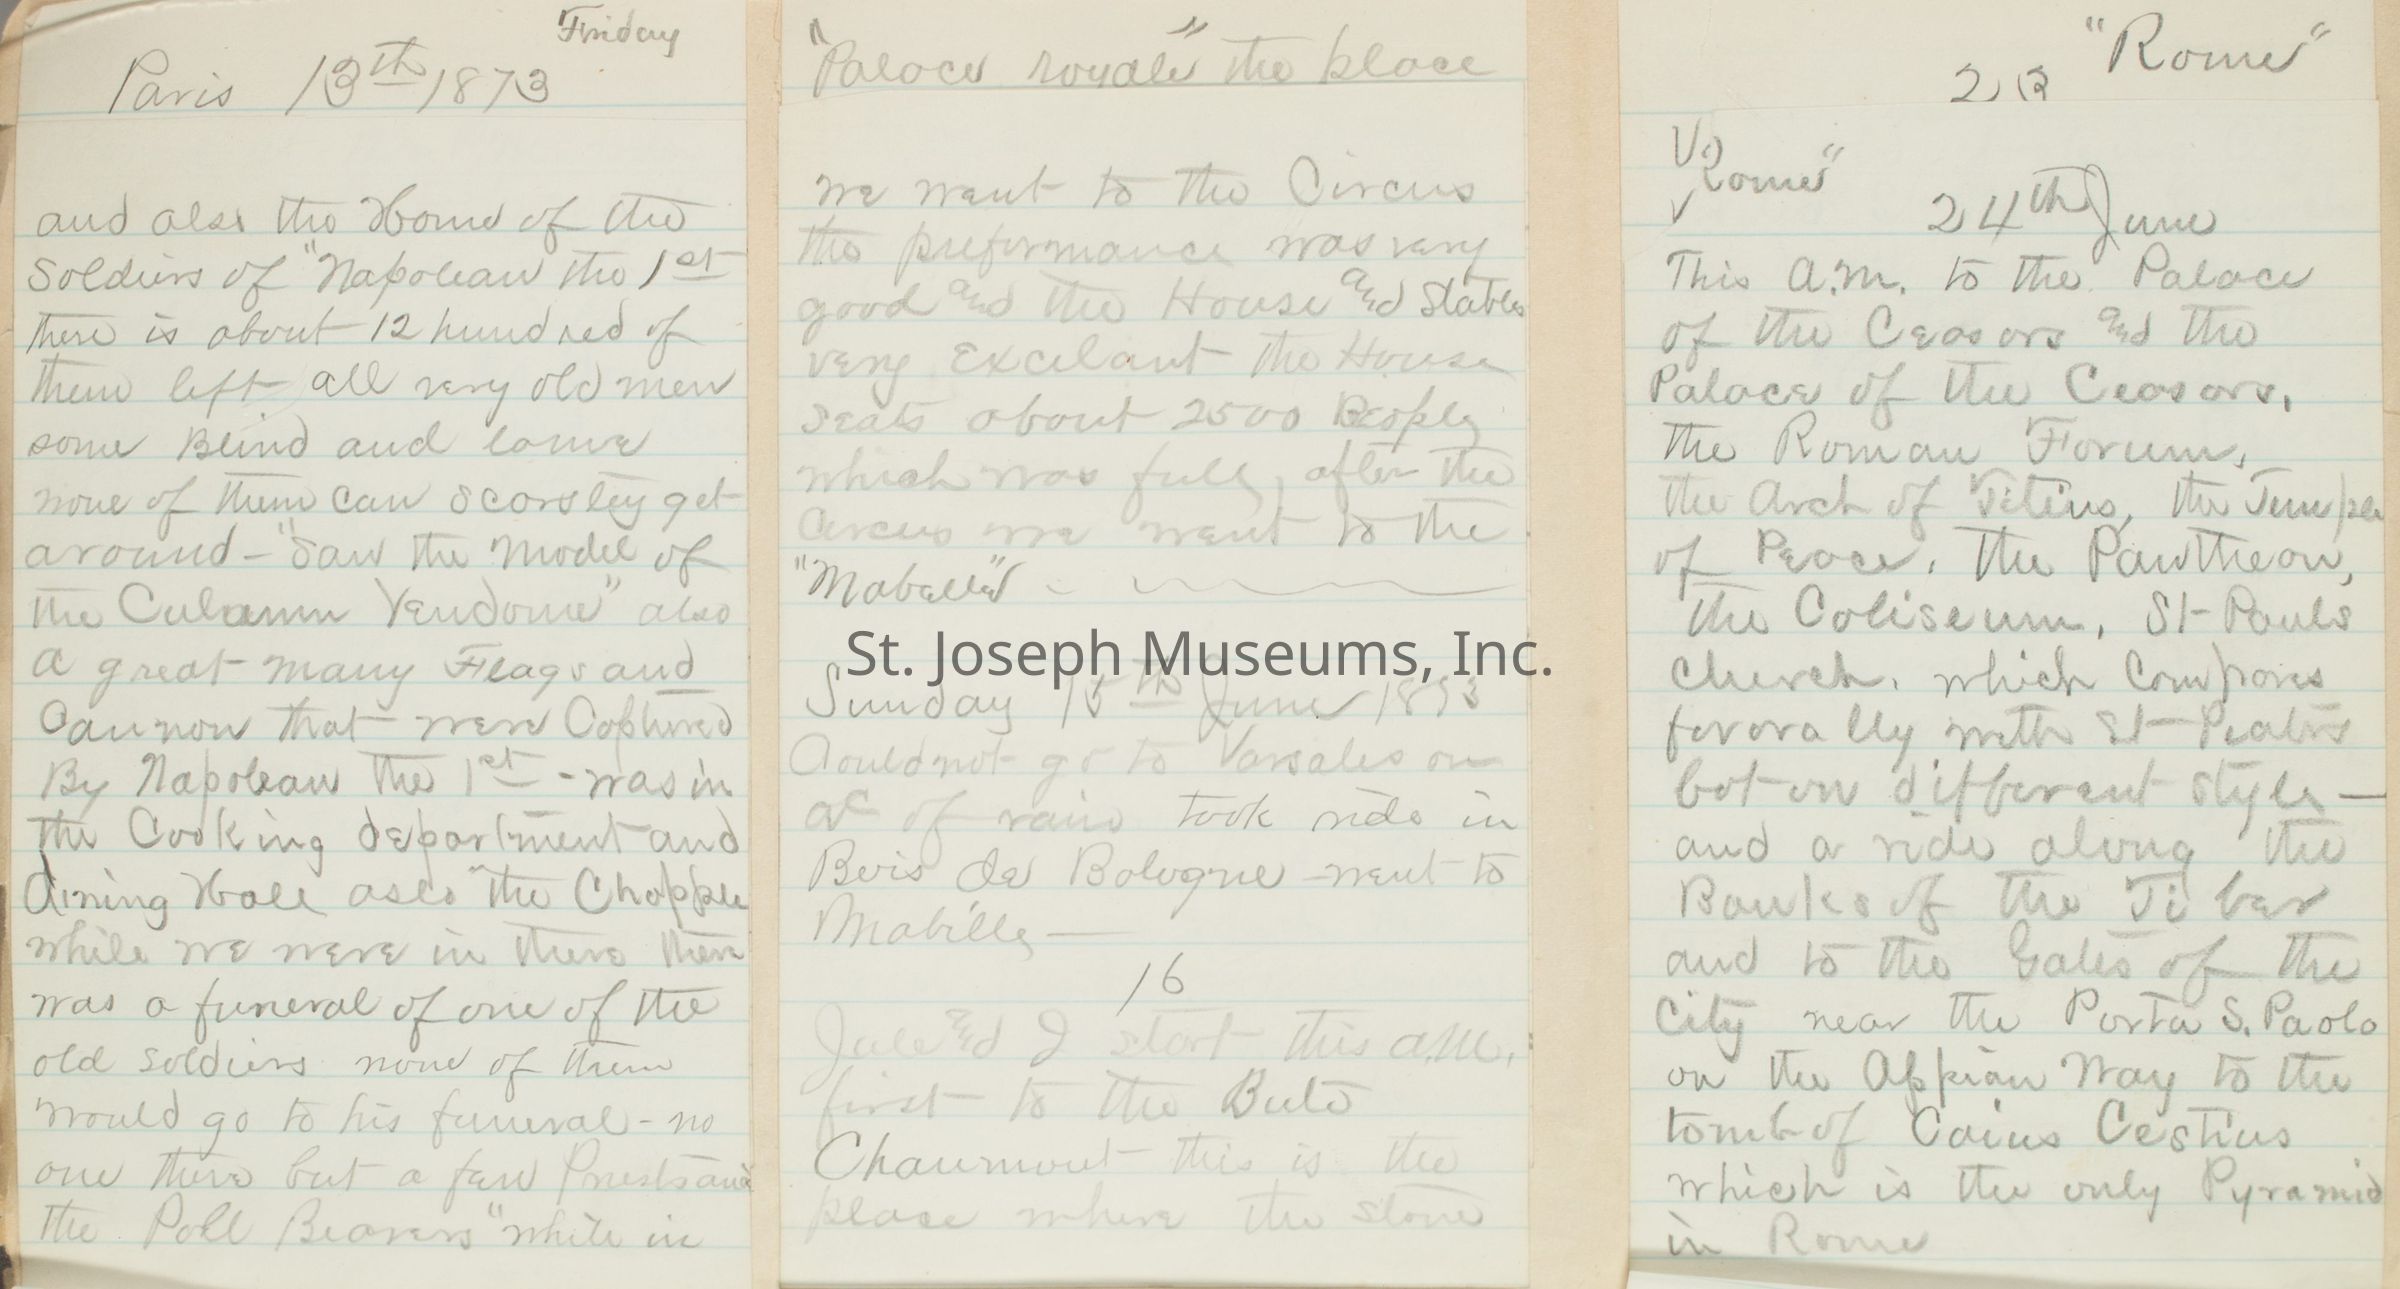 Friday
Paris 13th 1873
and also the Home of the
Soldiers of "Napolean the 1st
there is about 12 hundred of
them left all very old men
some Blind and lame
none of them can scorsley get
around - "Saw the Model of
the Culamn Vendome" also
a great many Flags and
Cannon that were Captured
By Napolean the 1st - was in
the Cooking department and
dining Hall also the Chapple
while we were in there there
was a funeral of one of the
old soldiers none of them
would go to his funeral - no
one there but a few Priests and
the Poll Bearers "while in
"Palace royale" the place
we went to the Circus
the preformance was very
good and the House and Stables
very Excelant the House
seats about 2500 People
which was full, after the
Circus we went to the
"Mabelle"
St. Joseph Museums, Inc.
Sunday 15th June 1873
Could not go to Varsales on
ac of rain took ride in
Bois de Bologne went to
Mabille
16
Jule and I start this a.m.
first to the Buts
Chaumont this is the
place where the stone
"Rome"
23
Rome"
24th June
This A.M. to the Palace
of the Ceasars and the
Palace of the Ceasars,
the Roman Forum,
the Arch of Titius, the Temple
of Peace, the Pantheon,
the Coliseum, St Pauls
Church. which Compares
favorally with St Peaters
bot on different style -
and a ride along the
Banks of the Tiber
and to the Gates of the
City near the Porta S. Paolo
on the Appian Way to the
tomb of Caius Cestius
which is the only Pyramid
in Rome